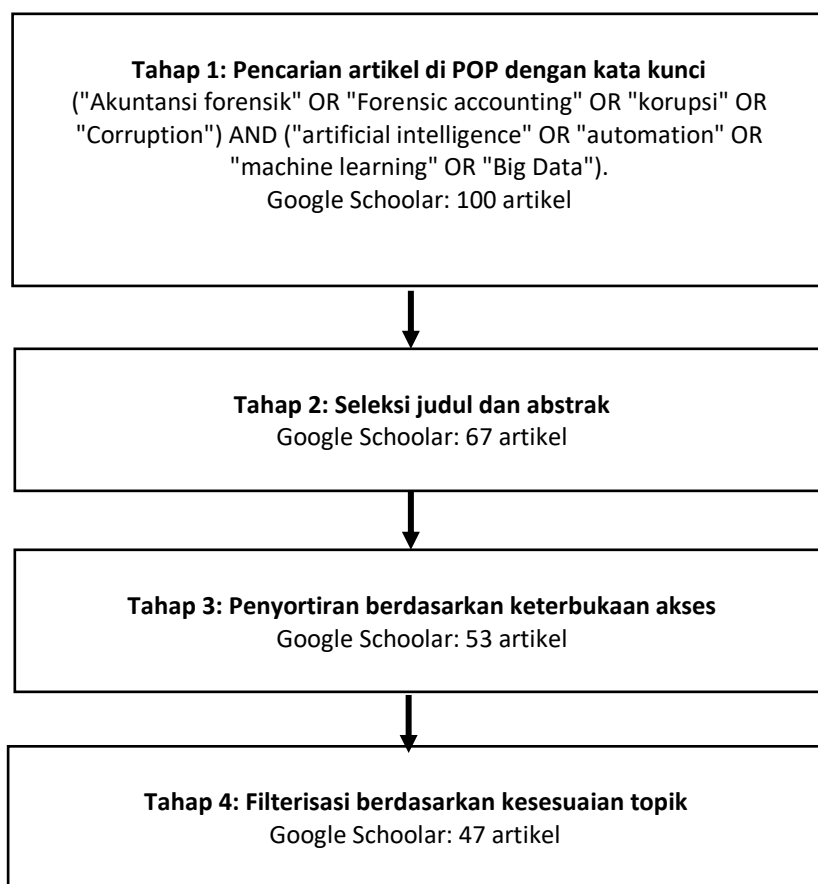 Tahap 1: Pencarian artikel di POP dengan kata kunci
("Akuntansi forensik" OR "Forensic accounting" OR "korupsi" OR
"Corruption") AND ("artificial intelligence" OR "automation" OR
"machine learning" OR "Big Data").
Google Schoolar: 100 artikel
Tahap 2: Seleksi judul dan abstrak
Google Schoolar: 67 artikel
Tahap 3: Penyortiran berdasarkan keterbukaan akses
Google Schoolar: 53 artikel
Tahap 4: Filterisasi berdasarkan kesesuaian topik
Google Schoolar: 47 artikel